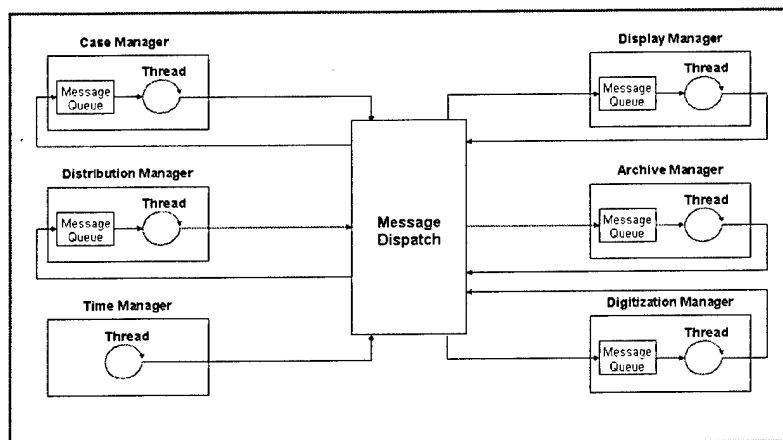 Case Manager
Thread
Message
Queue
Distribution Manager
Thread
Message
Queue
Time Manager
Thread
Message
Dispatch
Display Manager
Thread
Message
Queue
Archive Manager
Thread
Message
Queue
Digitization Manager
Thread
Message
Queue